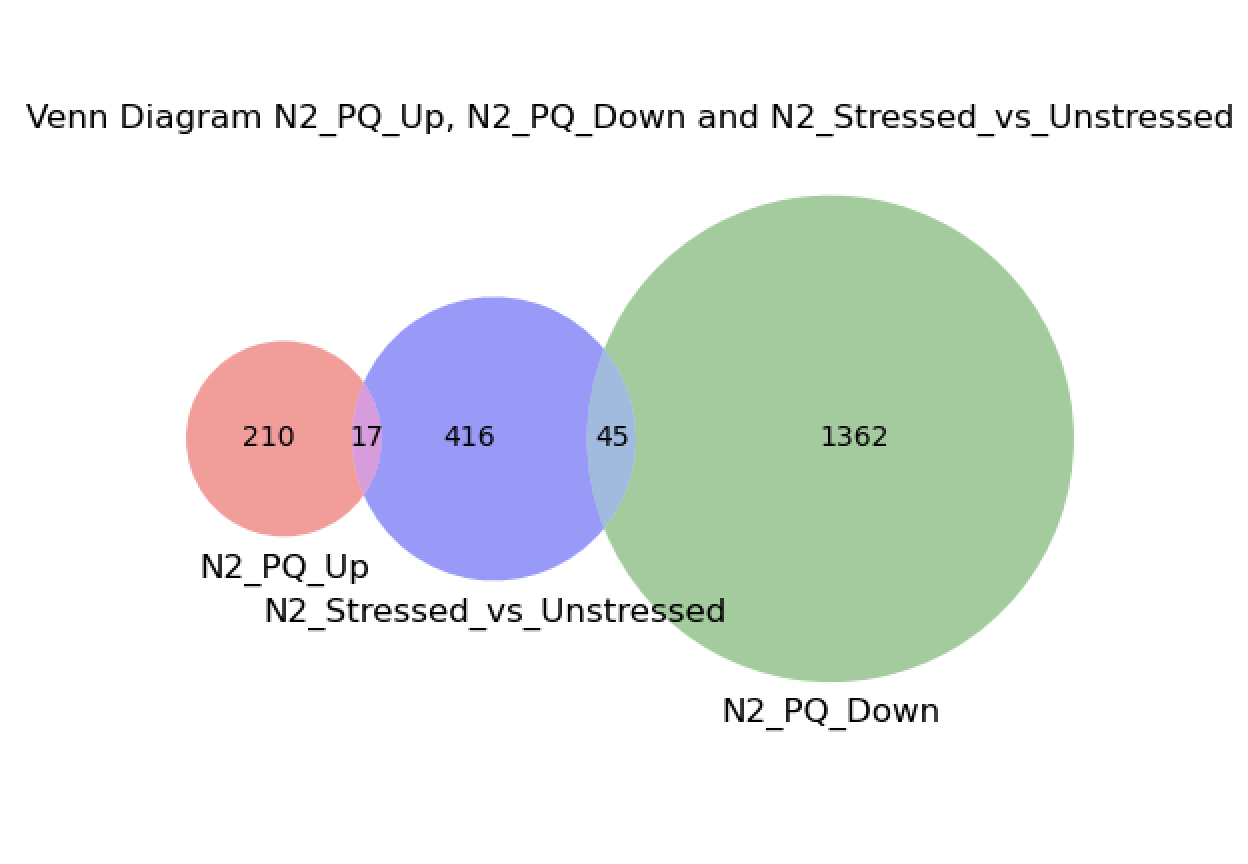 Venn Diagram N2_PQ_Up, N2_PQ_Down and N2_Stressed_vs_Unstressed
210
17
416
45
1362
N2_PQ_Up
N2_Stressed_vs_Unstressed
N2_PQ_Down